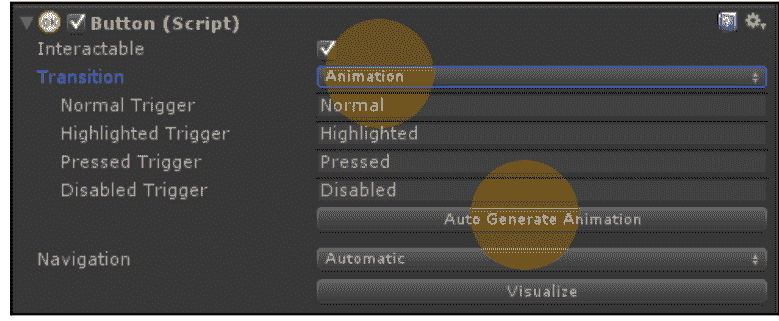 Button (Script)
Interactable
Transition Animation
Normal Trigger Normal
Highlighted Trigger Highlighted
Pressed Trigger Pressed
Disabled Trigger Disabled
Auto Generate Animation
Navigation Automatic
Visualize